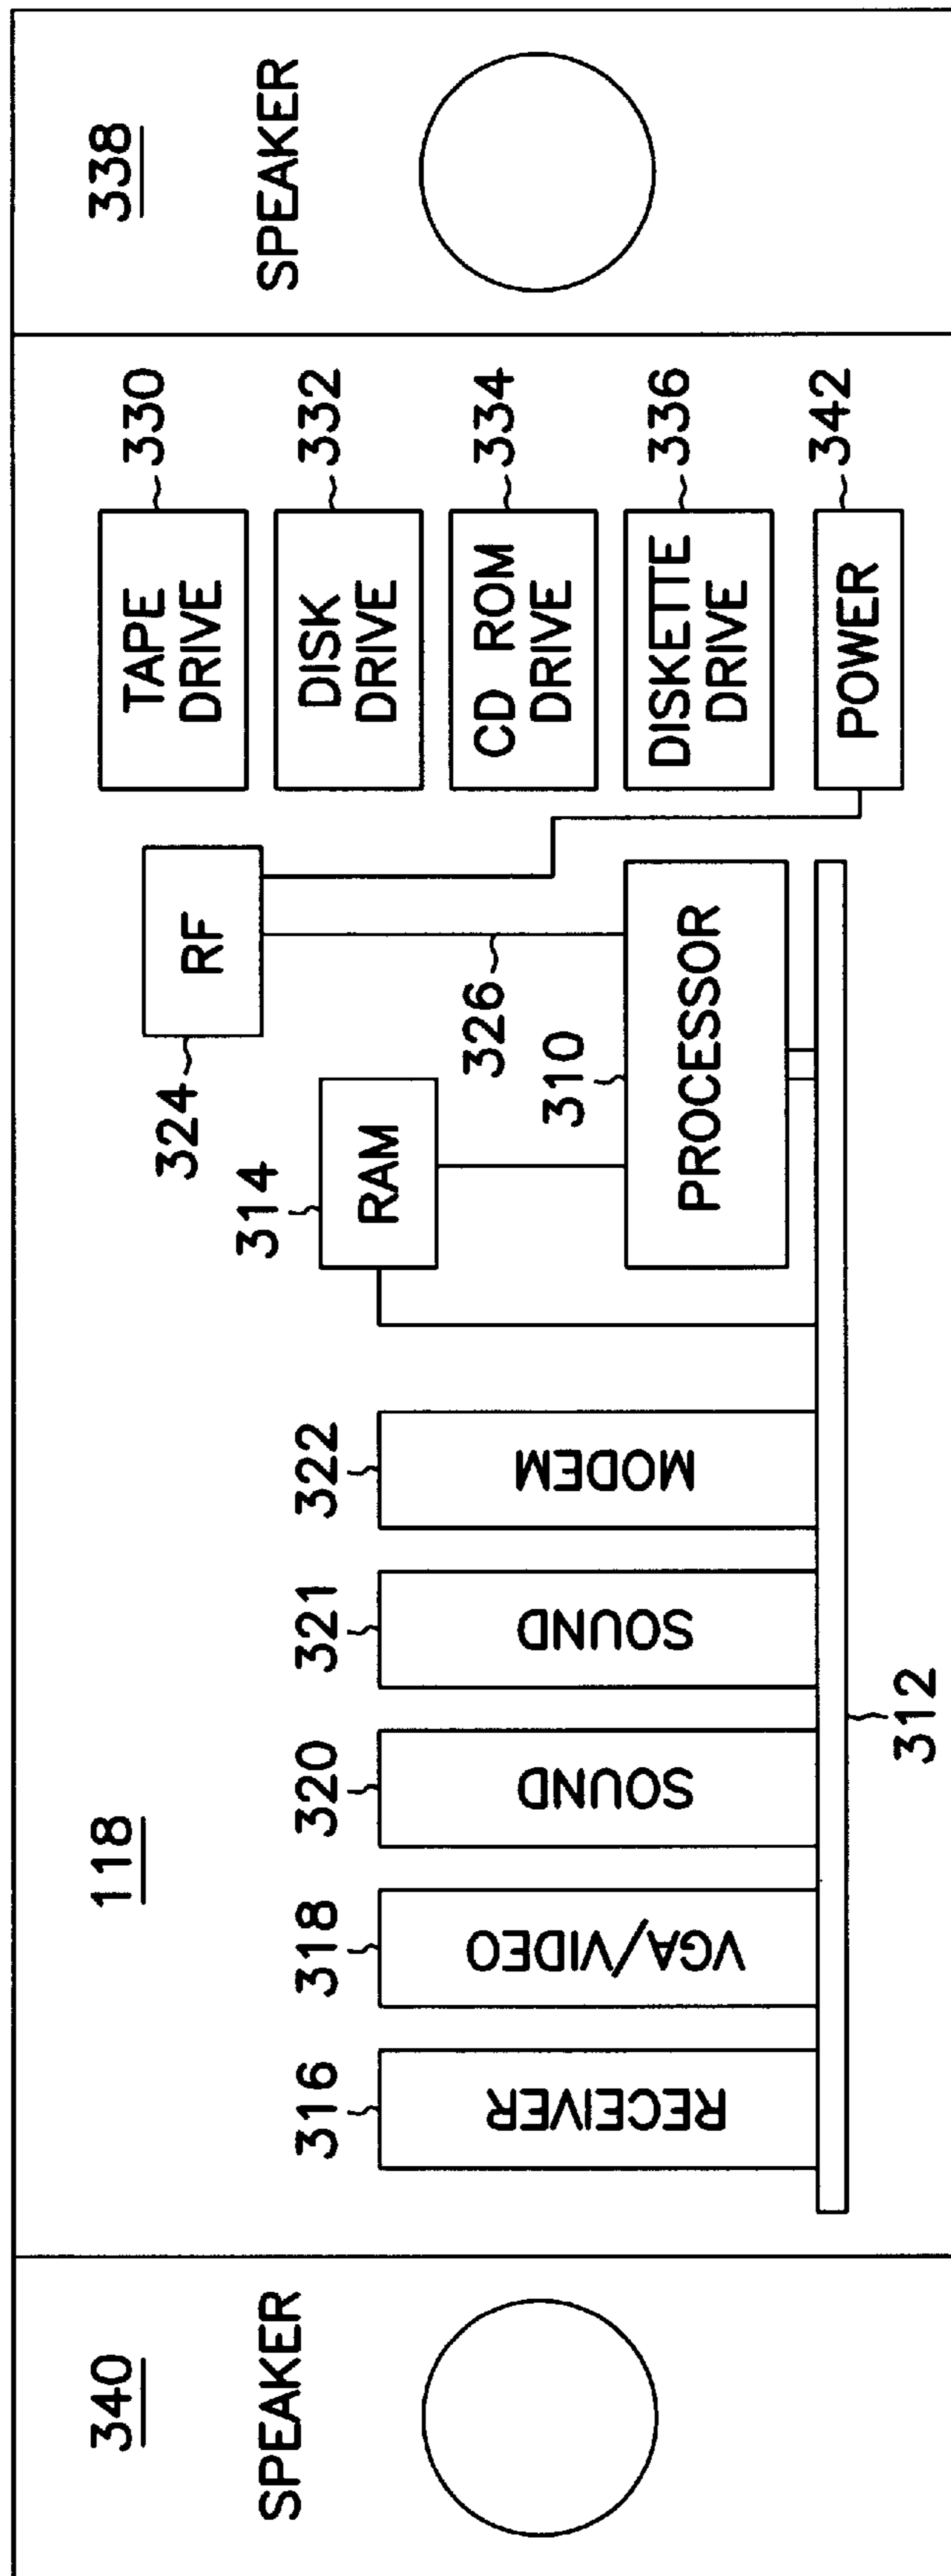 340
SPEAKER
118
316
RECEIVER
318
VGA/VIDEO
320
SOUND
321
SOUND
322
MODEM
312
314
RAM
324
RF
326
310
PROCESSOR
TAPE
DRIVE
330
DISK
DRIVE
332
CD ROM
DRIVE
334
DISKETTE
DRIVE
336
POWER
342
338
SPEAKER